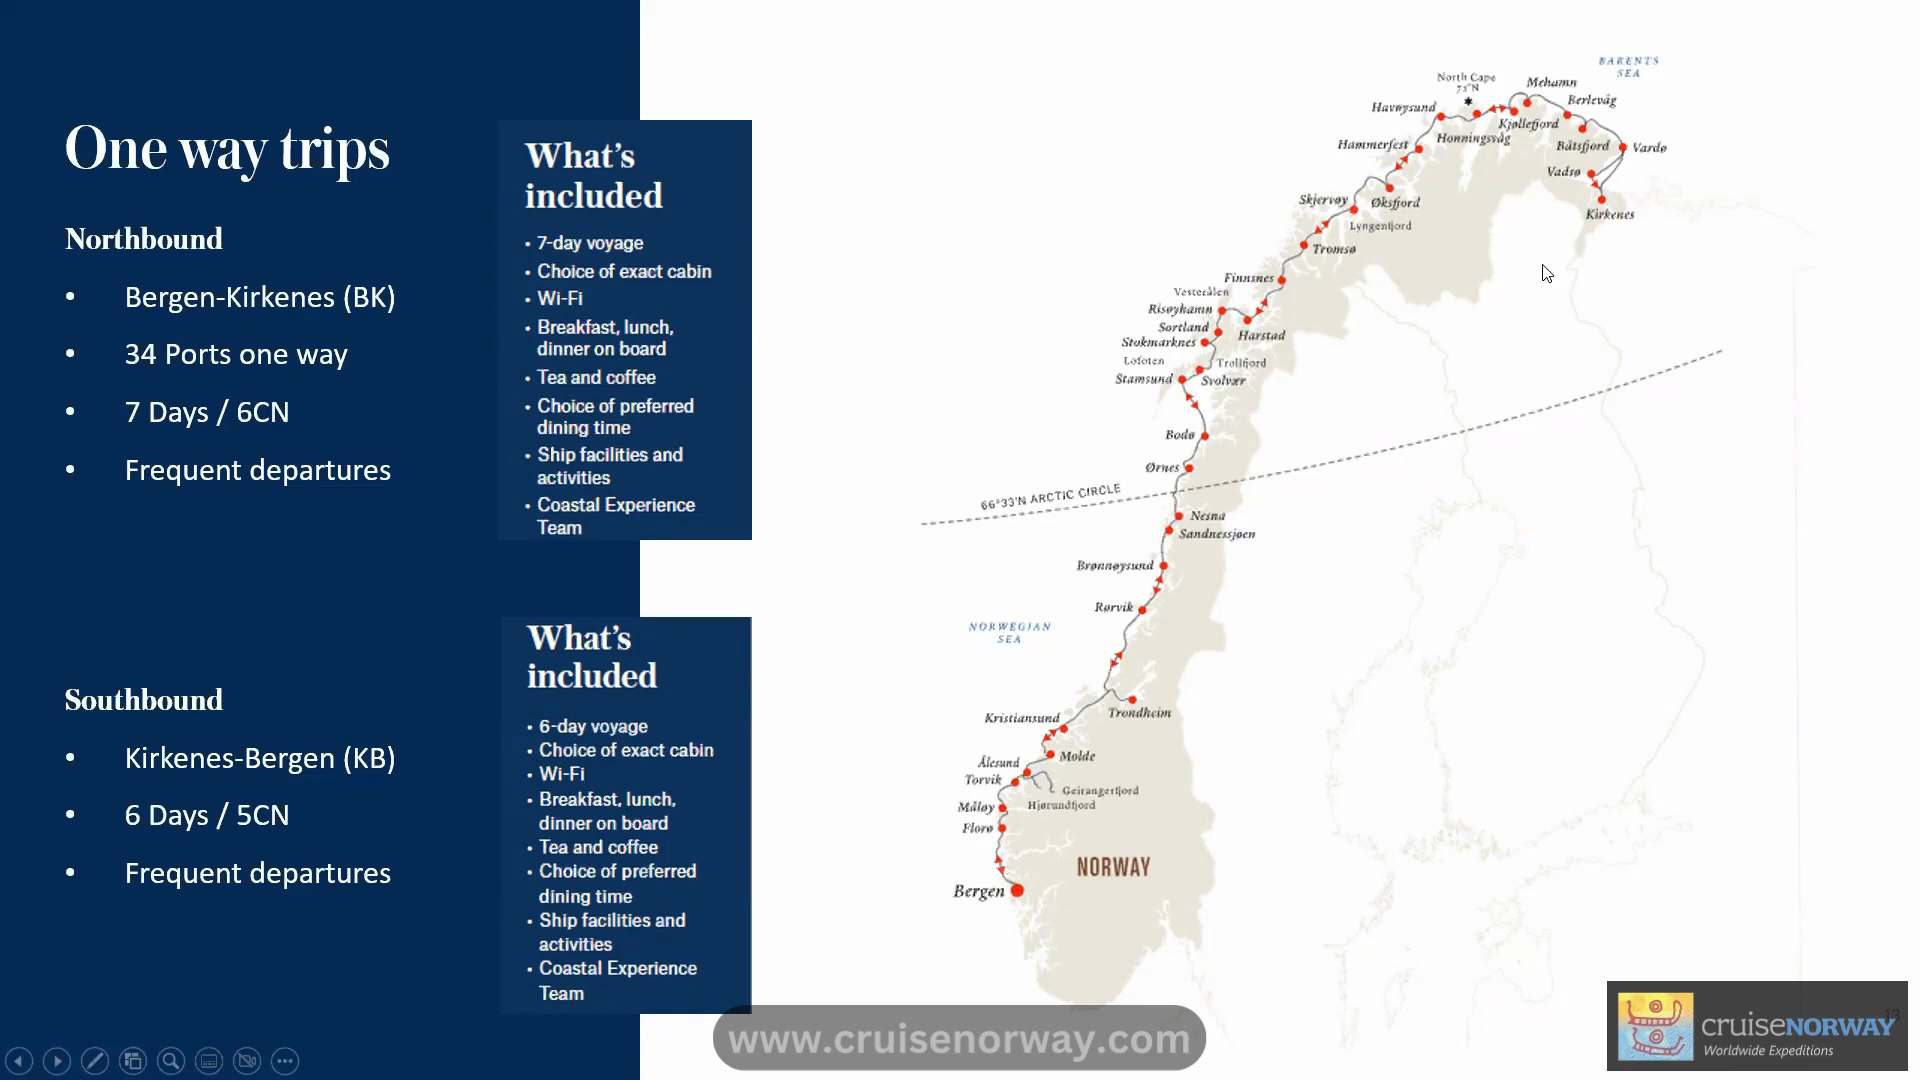 One way trips
Northbound
• Bergen-Kirkenes (BK)
• 34 Ports one way
• 7 Days / 6CN
• Frequent departures
Southbound
• Kirkenes-Bergen (KB)
• 6 Days / 5CN
• Frequent departures
What's
included
• 7-day voyage
• Choice of exact cabin
• Wi-Fi
• Breakfast, lunch,
dinner on board
• Tea and coffee
• Choice of preferred
dining time
• Ship facilities and
activities
• Coastal Experience
Team
What's
included
• 6-day voyage
• Choice of exact cabin
• Wi-Fi
• Breakfast, lunch,
dinner on board
• Tea and coffee
• Choice of preferred
dining time
• Ship facilities and
activities
• Coastal Experience
Team
BARENTS
SEA
North Cape
71°N
Mehamn
Berlevåg
Havøysund
Kjøllefjord
Honningsvåg
Båtsfjord
Vardø
Hammerfest
Vadsø
Kirkenes
Øksfjord
Skjervøy
Lyngenfjord
Tromsø
Finnsnes
Vesterålen
Risøyhamn
Harstad
Sortland
Stokmarknes
Lofoten
Trollfjord
Stamsund
Svolvær
Bodø
Ørnes
66°33'N ARCTIC CIRCLE
Nesna
Sandnessjøen
Brønnøysund
Rørvik
NORWEGIAN
SEA
Trondheim
Kristiansund
Molde
Ålesund
Torvik
Geirangerfjord
Hjørundfjord
Måløy
Florø
NORWAY
Bergen
www.cruisenorway.com
13
cruiseNORWAY
Worldwide Expeditions